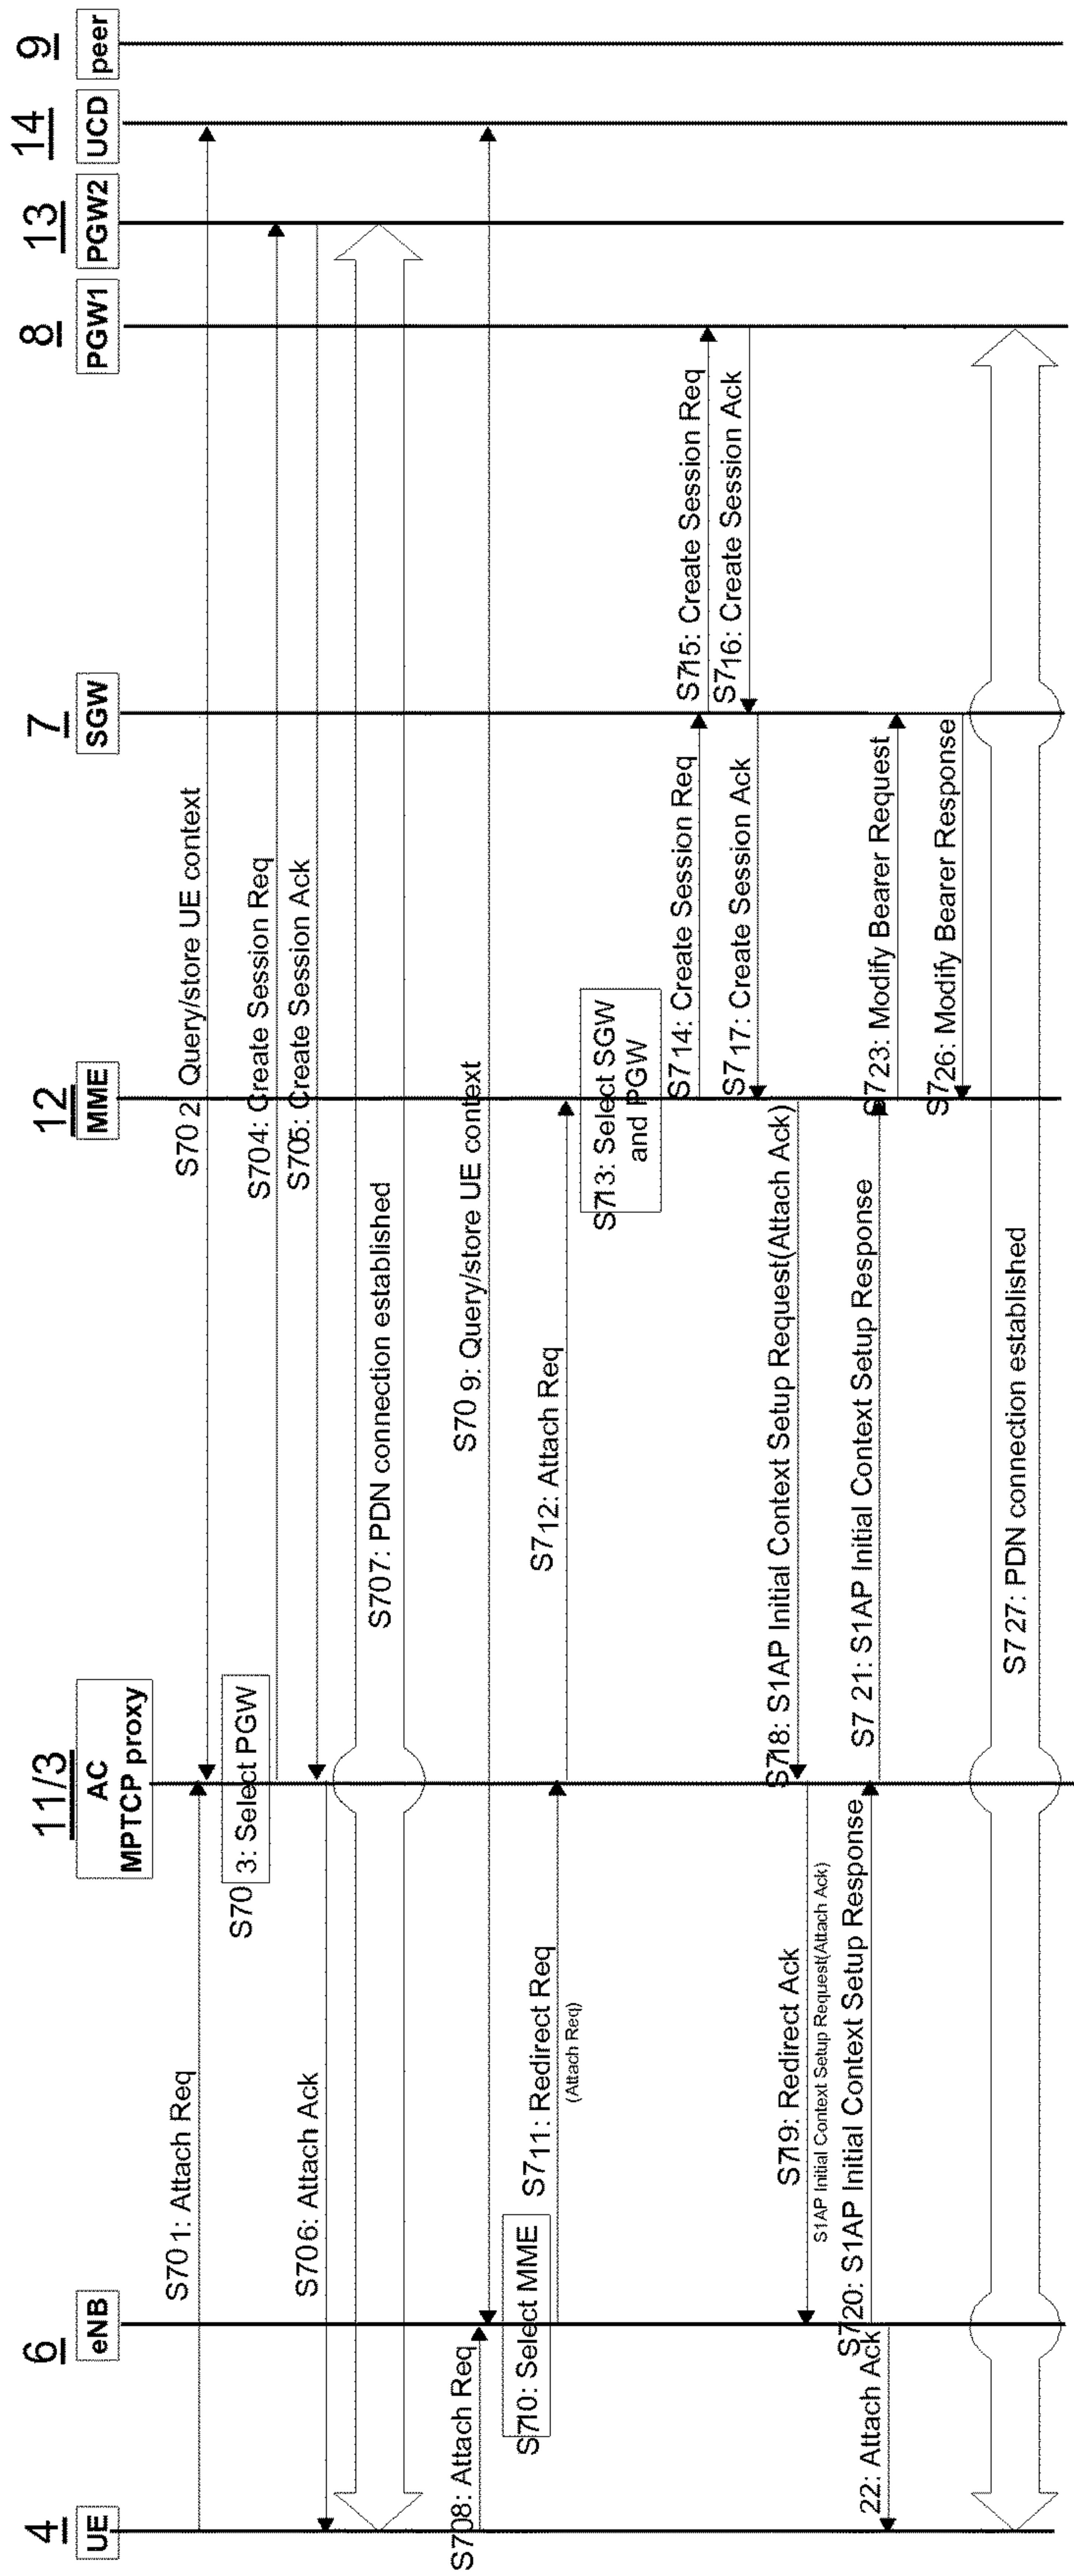 4
UE
6
eNB
11/3
AC
MPTCP proxy
12
MME
7
SGW
8
PGW1
13
PGW2
14
UCD
9
peer
S701: Attach Req
S702 Query/store UE context
S703: Select PGW
S704: Create Session Req
S705: Create Session Ack
S706: Attach Ack
S707: PDN connection established
S708: Attach Req
S709: Query/store UE context
S710: Select MME
S711: Redirect Req
(Attach Req)
S712: Attach Req
S713: Select SGW
and PGW
S714: Create Session Req
S715: Create Session Req
S716: Create Session Ack
S717: Create Session Ack
S718: S1AP Initial Context Setup Request(Attach Ack)
S719: Redirect Ack
S1AP Initial Context Setup Request(Attach Ack)
S720: S1AP Initial Context Setup Response
S721: S1AP Initial Context Setup Response
22: Attach Ack
S723: Modify Bearer Request
S726: Modify Bearer Response
S727: PDN connection established